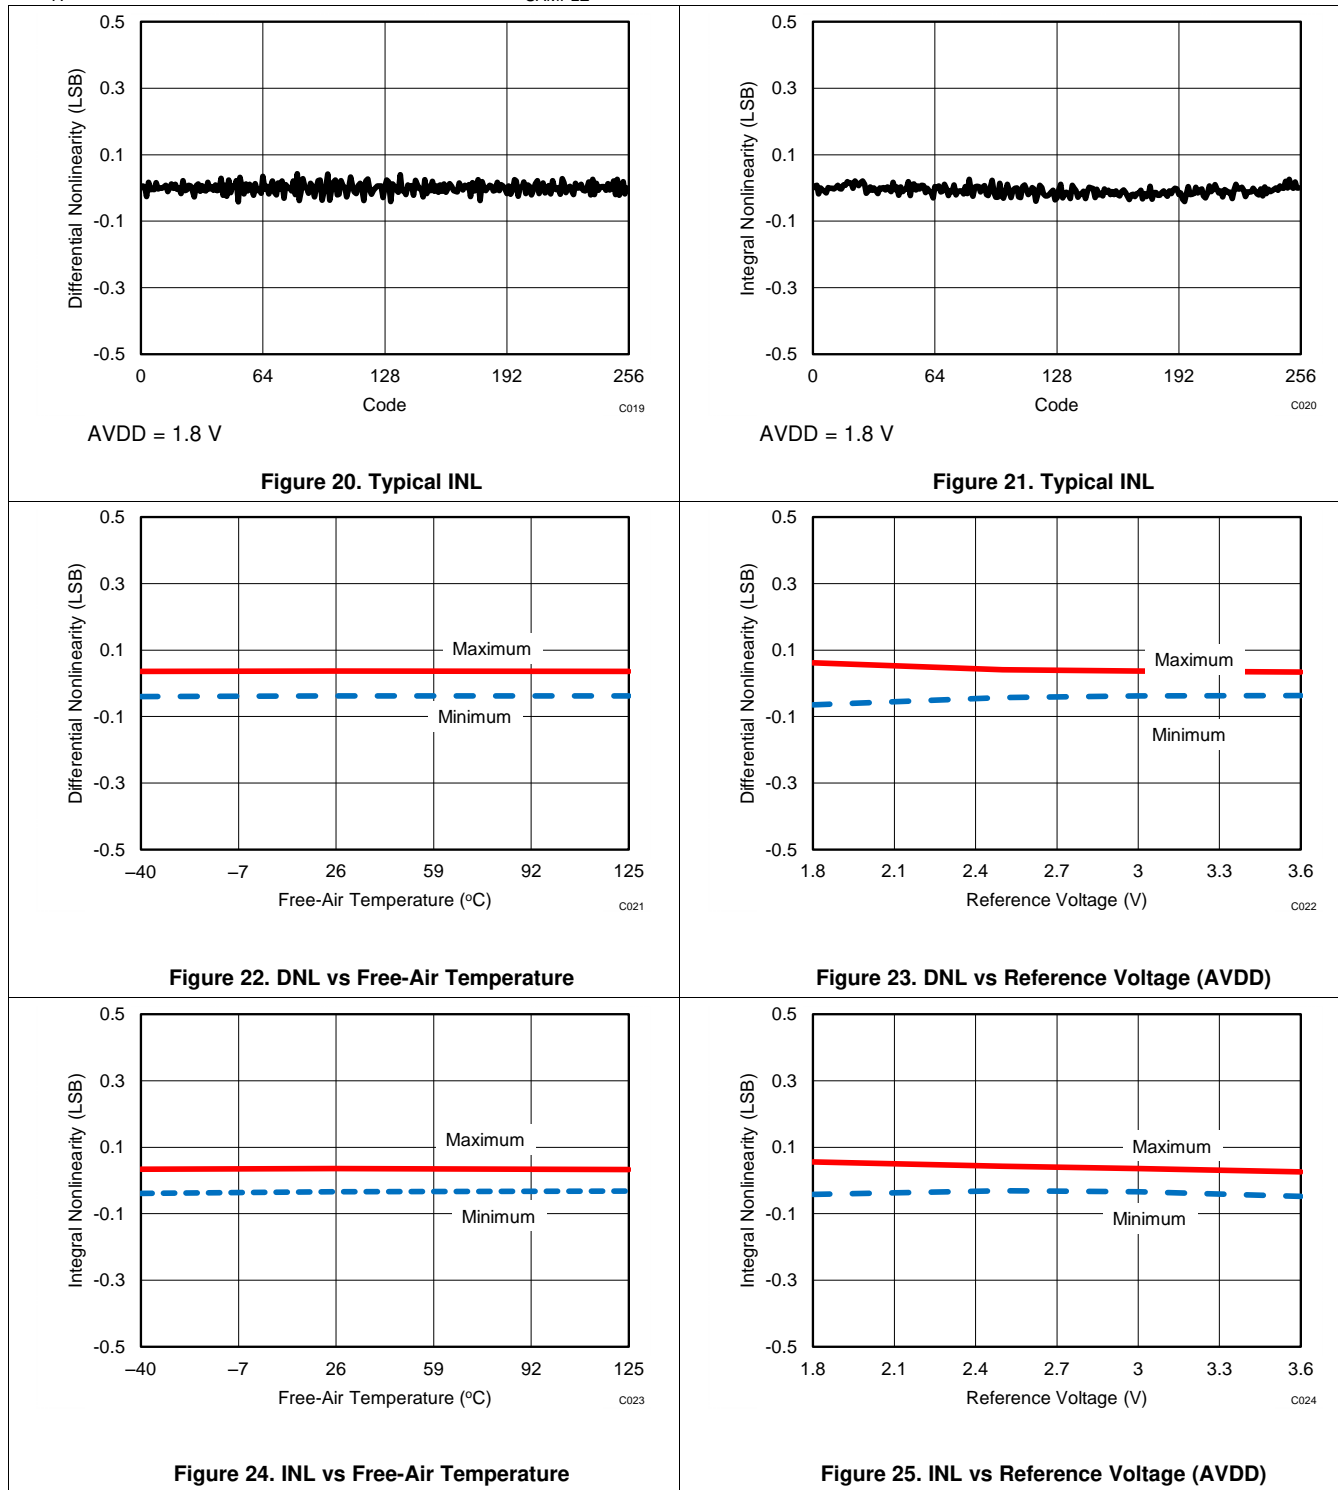 0.5
0.3
0.1
-0.1
-0.3
-0.5
Differential Nonlinearity (LSB)
0 64 128 192 256
Code
C019
AVDD = 1.8 V
Figure 20. Typical INL
0.5
0.3
0.1
-0.1
-0.3
-0.5
Integral Nonlinearity (LSB)
0 64 128 192 256
Code
C020
AVDD = 1.8 V
Figure 21. Typical INL
0.5
0.3
0.1
-0.1
-0.3
-0.5
Differential Nonlinearity (LSB)
Maximum
Minimum
–40 –7 26 59 92 125
Free-Air Temperature (°C)
C021
Figure 22. DNL vs Free-Air Temperature
0.5
0.3
0.1
-0.1
-0.3
-0.5
Differential Nonlinearity (LSB)
Maximum
Minimum
1.8 2.1 2.4 2.7 3 3.3 3.6
Reference Voltage (V)
C022
Figure 23. DNL vs Reference Voltage (AVDD)
0.5
0.3
0.1
-0.1
-0.3
-0.5
Integral Nonlinearity (LSB)
Maximum
Minimum
–40 –7 26 59 92 125
Free-Air Temperature (°C)
C023
Figure 24. INL vs Free-Air Temperature
0.5
0.3
0.1
-0.1
-0.3
-0.5
Integral Nonlinearity (LSB)
Maximum
Minimum
1.8 2.1 2.4 2.7 3 3.3 3.6
Reference Voltage (V)
C024
Figure 25. INL vs Reference Voltage (AVDD)